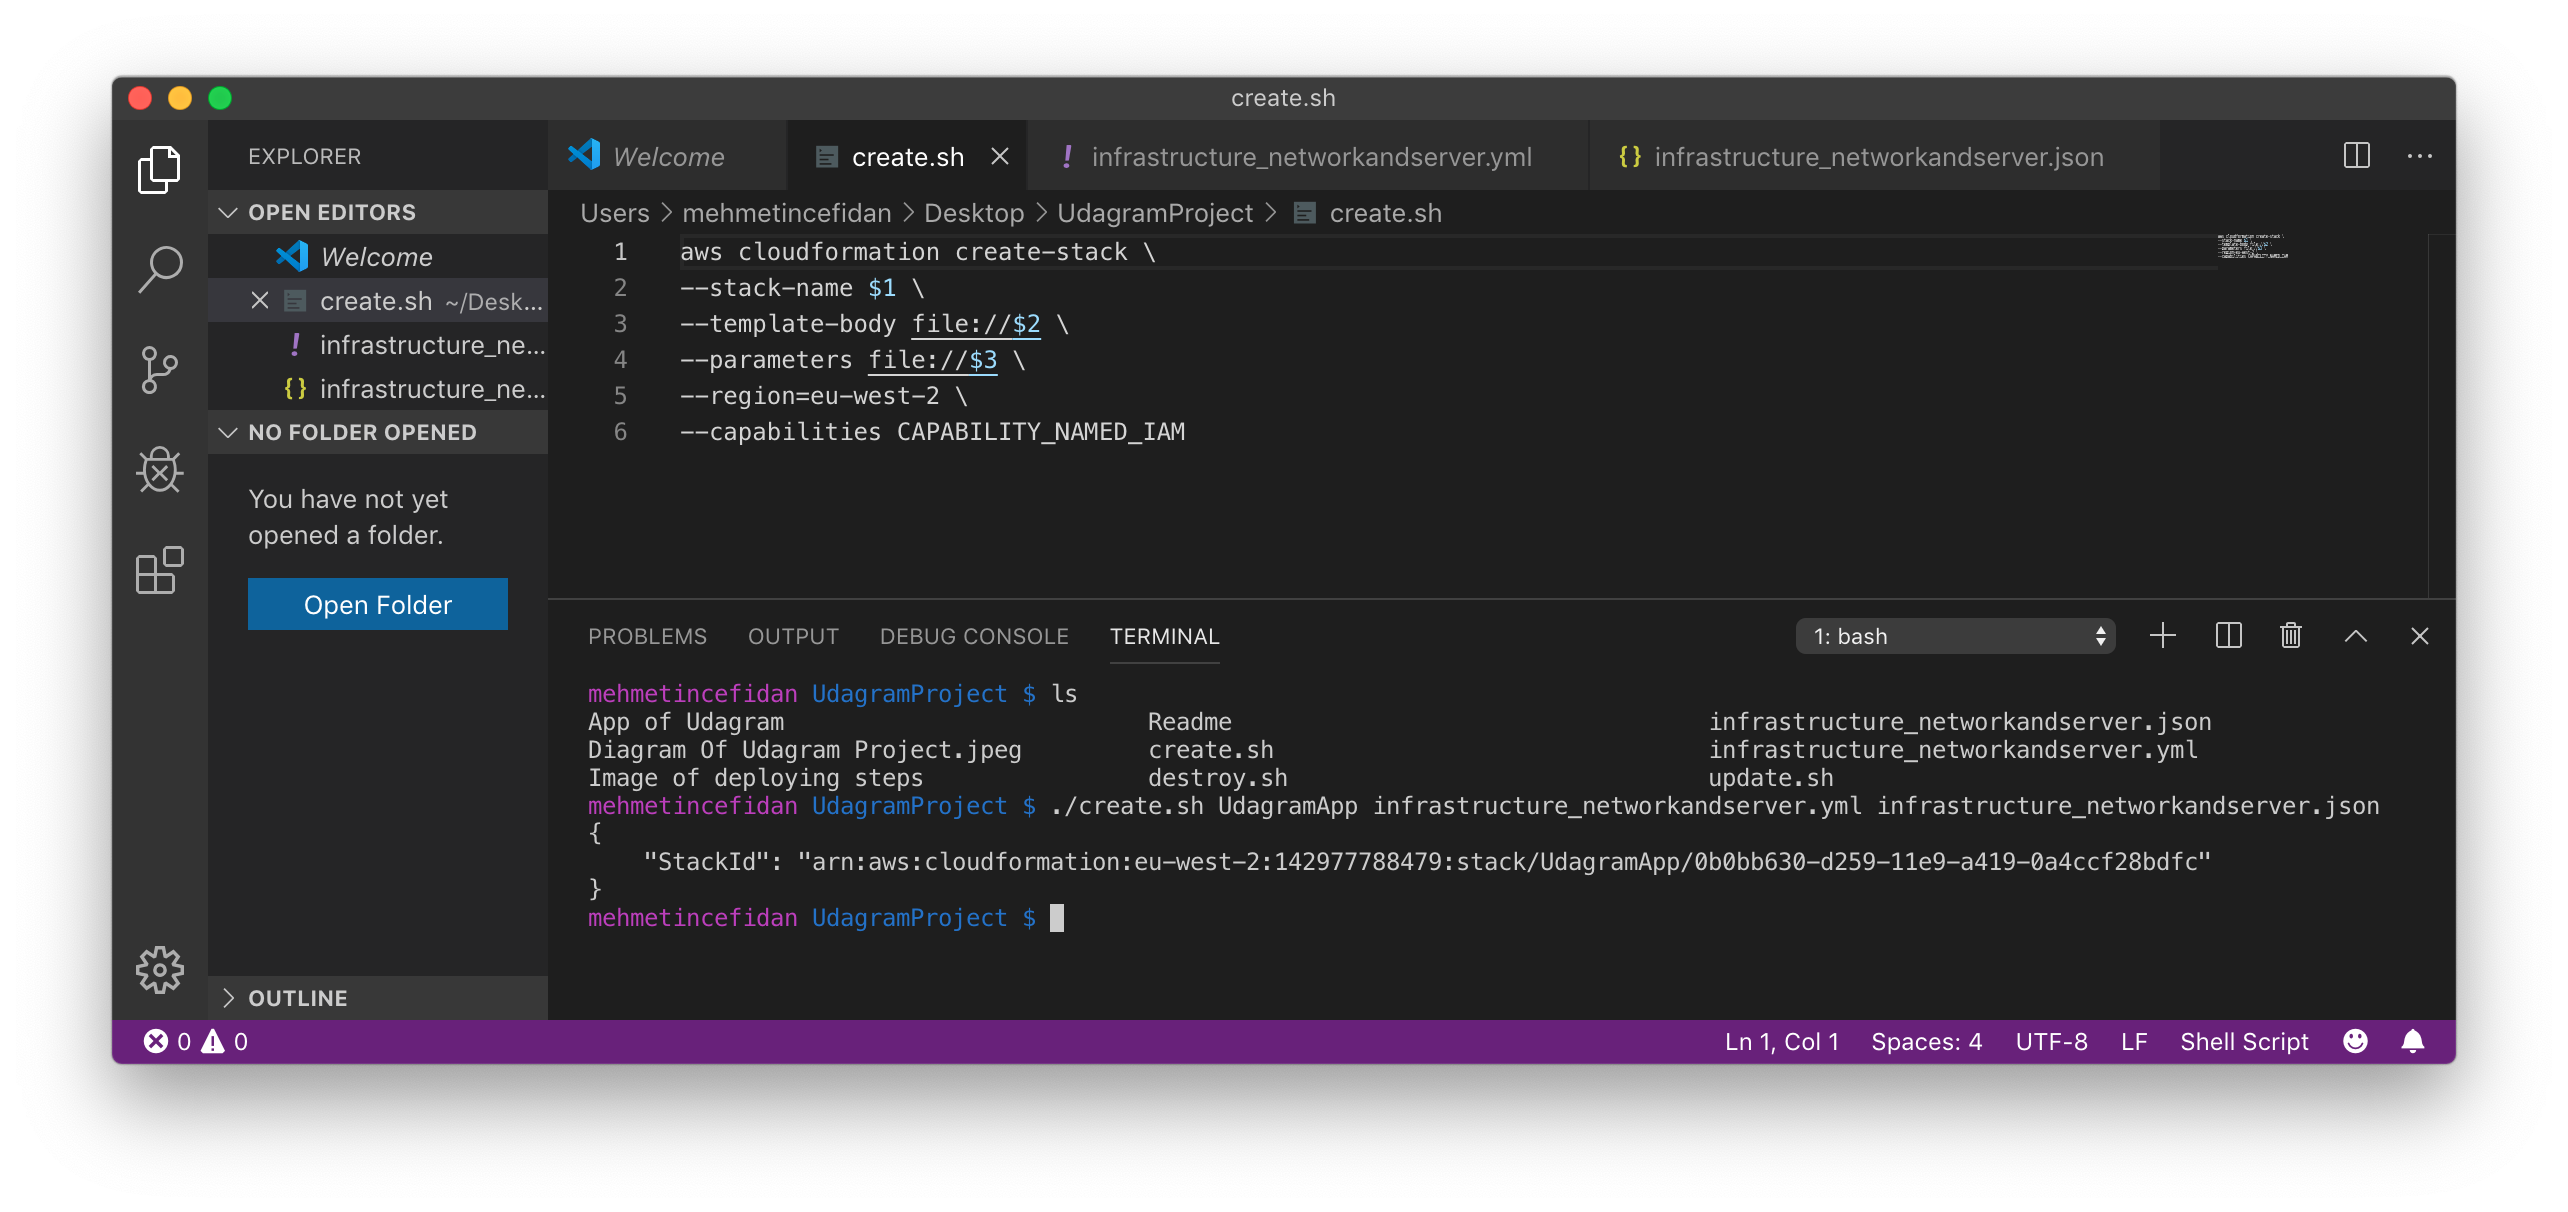 create.sh
EXPLORER
Welcome
create.sh
! infrastructure_networkandserver.yml
{} infrastructure_networkandserver.json
OPEN EDITORS
Welcome
create.sh ~/Desk...
! infrastructure_ne...
{} infrastructure_ne...
NO FOLDER OPENED
You have not yet
opened a folder.
Open Folder
OUTLINE
Users > mehmetincefidan > Desktop > UdagramProject > create.sh
1 aws cloudformation create-stack \
2 --stack-name $1 \
3 --template-body file://$2 \
4 --parameters file://$3 \
5 --region=eu-west-2 \
6 --capabilities CAPABILITY_NAMED_IAM
PROBLEMS OUTPUT DEBUG CONSOLE TERMINAL 1: bash
mehmetincefidan UdagramProject $ ls
App of Udagram Readme infrastructure_networkandserver.json
Diagram Of Udagram Project.jpeg create.sh infrastructure_networkandserver.yml
Image of deploying steps destroy.sh update.sh
mehmetincefidan UdagramProject $ ./create.sh UdagramApp infrastructure_networkandserver.yml infrastructure_networkandserver.json
{
"StackId": "arn:aws:cloudformation:eu-west-2:142977788479:stack/UdagramApp/0b0bb630-d259-11e9-a419-0a4ccf28bdfc"
}
mehmetincefidan UdagramProject $
0 0 Ln 1, Col 1 Spaces: 4 UTF-8 LF Shell Script